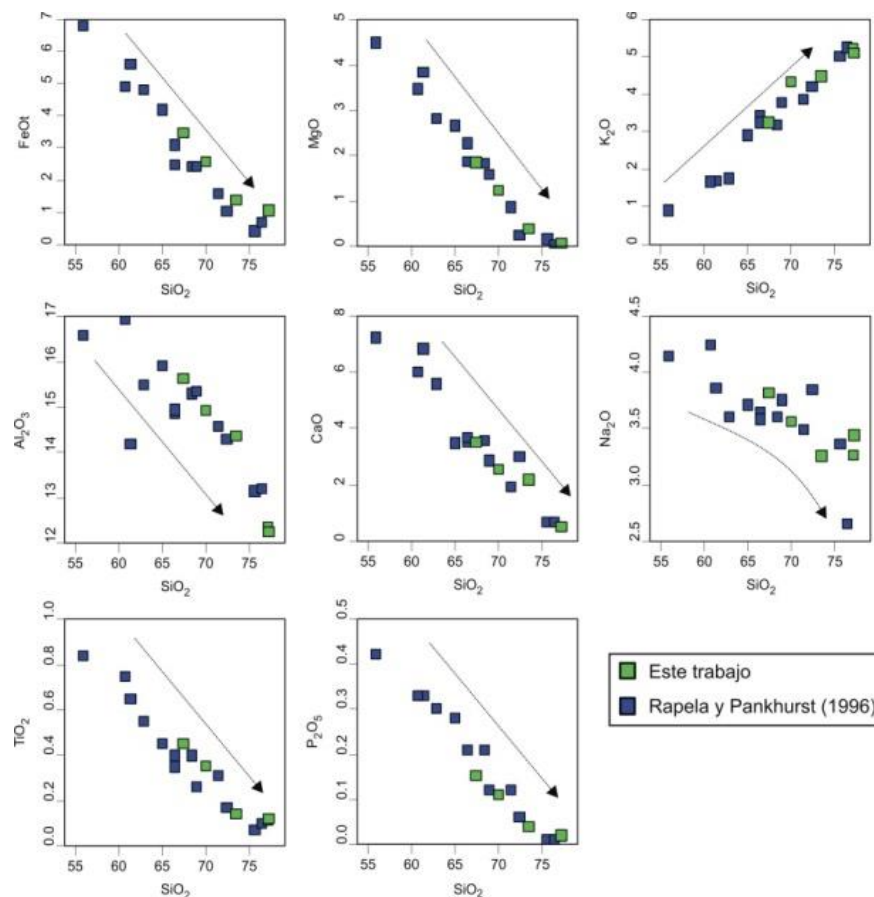 7
6
5
4
3
2
1
0
FeOt
55 60 65 70 75
SiO2
5
4
3
2
1
0
MgO
55 60 65 70 75
SiO2
6
5
4
3
2
1
0
K2O
55 60 65 70 75
SiO2
17
16
15
14
13
12
Al2O3
55 60 65 70 75
SiO2
8
6
4
2
0
CaO
55 60 65 70 75
SiO2
4.5
4.0
3.5
3.0
2.5
Na2O
55 60 65 70 75
SiO2
1.0
0.8
0.6
0.4
0.2
0.0
TiO2
55 60 65 70 75
SiO2
0.5
0.4
0.3
0.2
0.1
0.0
P2O5
55 60 65 70 75
SiO2
Este trabajo
Rapela y Pankhurst (1996)